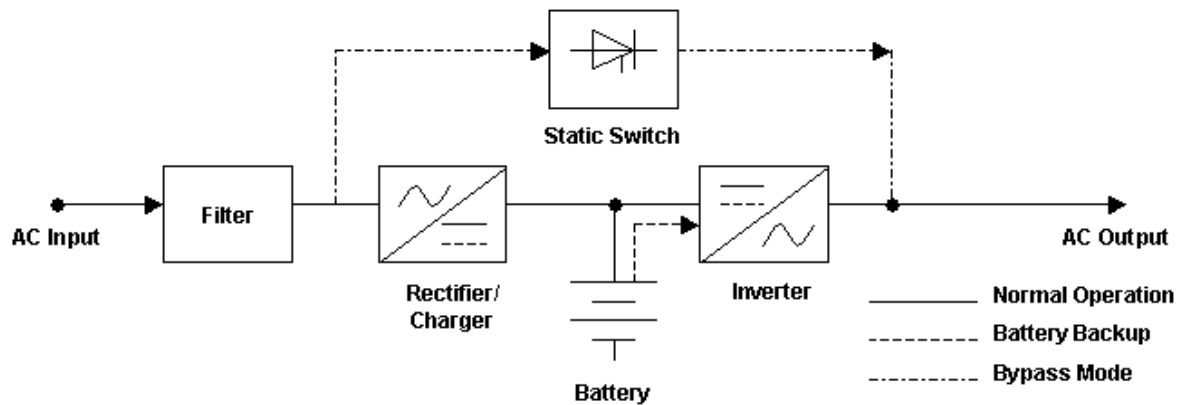 Static Switch
Filter
AC Input
AC Output
Rectifier/
Charger
Inverter
Battery
Normal Operation
Battery Backup
Bypass Mode